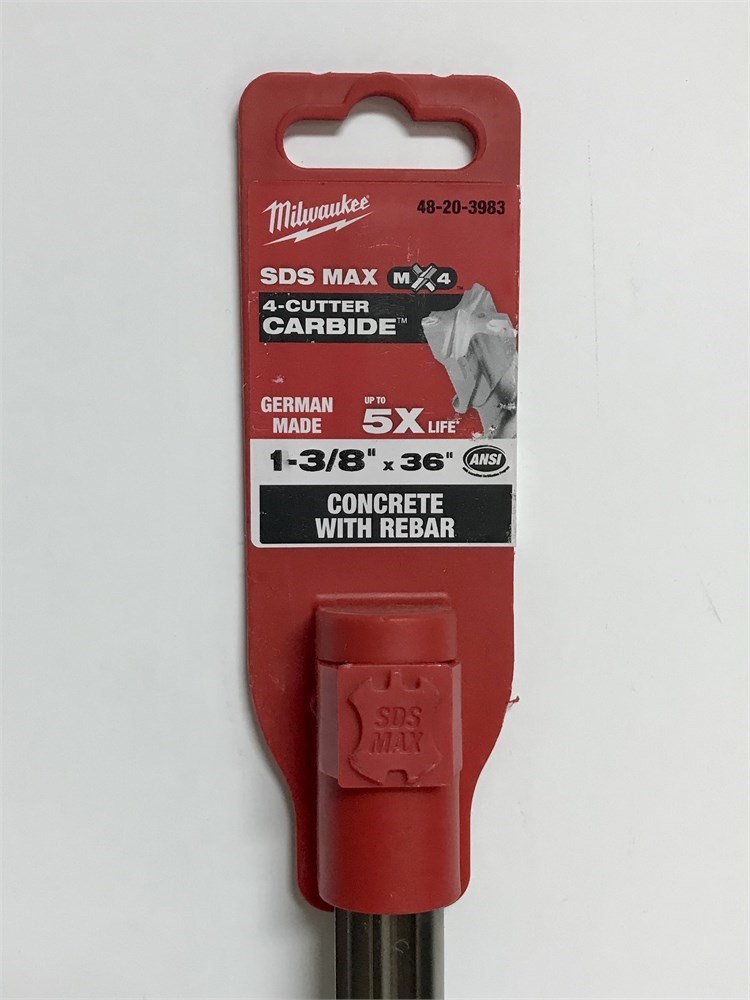 Milwaukee
48-20-3983
SDS MAX MX4™
4-CUTTER
CARBIDE™
GERMAN
MADE
UP TO
5X LIFE*
1-3/8" x 36"
ANSI
CONCRETE
WITH REBAR
SDS
MAX